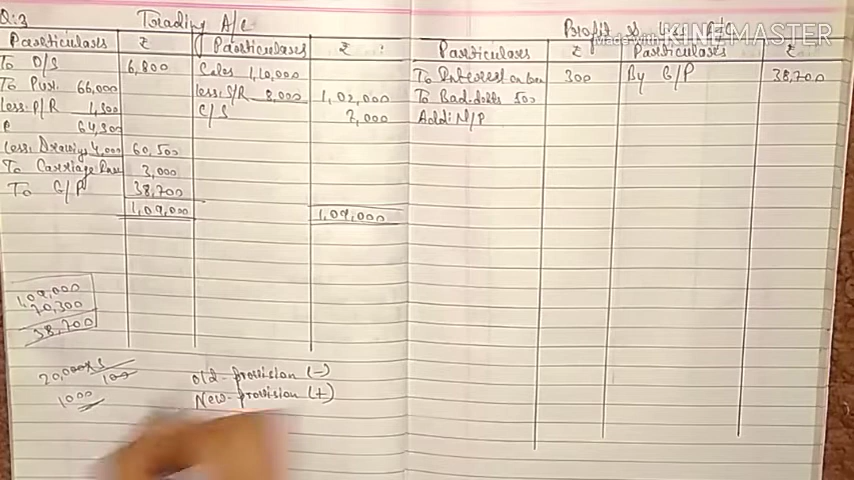 Q.3 Trading A/c
Particulars ₹ Particulars ₹
To O/S 6,800 Sales 1,10,000
To Pur. 66,000 less: S/R 8,000 1,02,000
Less: P/R 1,500 C/S 7,000
64,500
Less: Drawings 4,000 60,500
To Carriage 3,000
To G/P 38,700
1,09,000 1,09,000
1,09,000
70,300
38,700
20,000 x 5
100
1000
Old provision (-)
New provision (+)
Profit & A/c
Made with KINEMASTER
Particulars ₹ Particulars ₹
To Interest on 300 By G/P 38,700
To Bad debts 500
Add: N/P